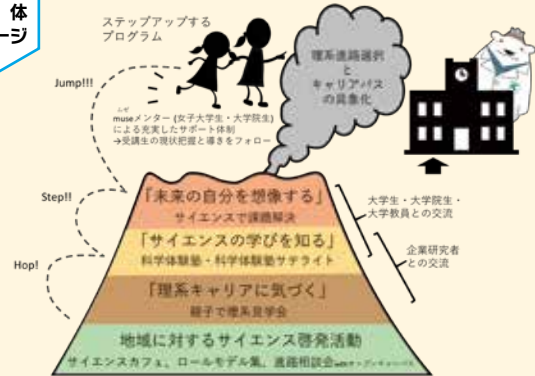 体
ージ
ステップアップする
プログラム
Jump!!!
ムゼ
museメンター (女子大学生・大学院生)
による充実したサポート体制
→受講生の現状把握と導きをフォロー
理系進路選択
と
キャリアパス
の具象化
Step!!
Hop!
「未来の自分を想像する」
サイエンスで課題解決
「サイエンスの学びを知る」
科学体験塾・科学体験塾サテライト
「理系キャリアに気づく」
親子で理系見学会
地域に対するサイエンス啓発活動
サイエンスカフェ、ロールモデル集、進路相談会
大学生・大学院生・
大学教員との交流
企業研究者
との交流